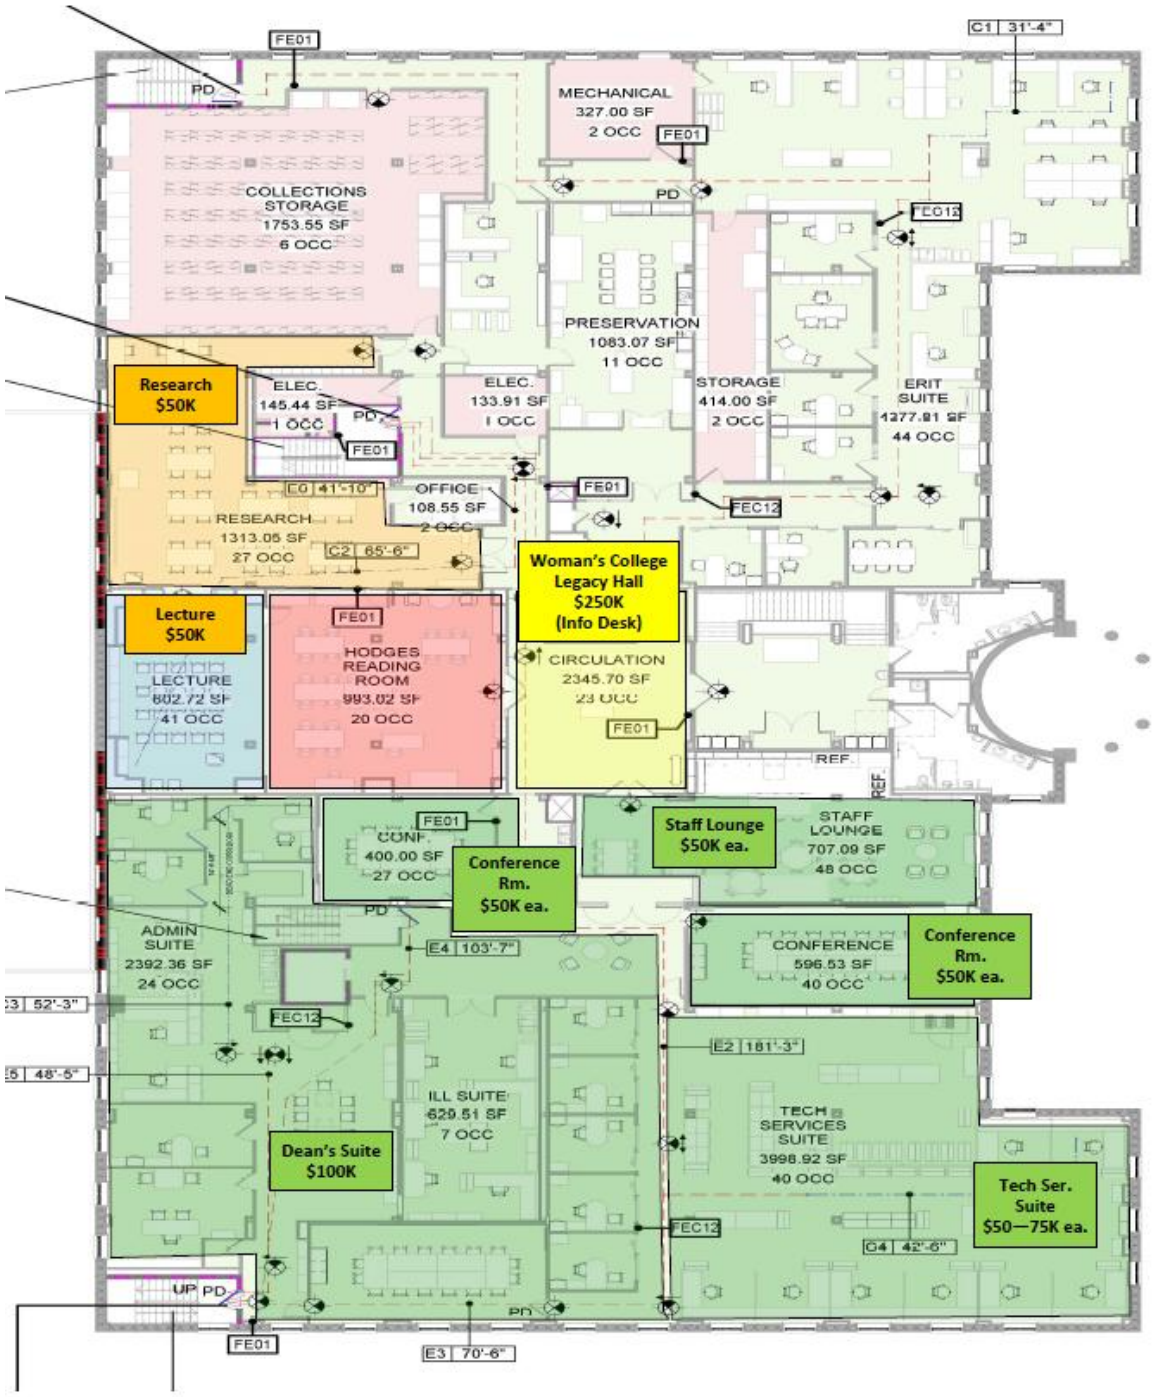 C1 31'-4"
FE01
PD
MECHANICAL
327.00 SF
2 OCC
FE01
PD
COLLECTIONS
STORAGE
1753.55 SF
6 OCC
FEC12
PRESERVATION
1083.07 SF
11 OCC
Research
$50K
ELEC.
145.44 SF
1 OCC
PD
FE01
ELEC.
133.91 SF
1 OCC
STORAGE
414.00 SF
2 OCC
ERIT
SUITE
4377.81 SF
44 OCC
E0 41'-10"
OFFICE
108.55 SF
2 OCC
FE01
FEC12
RESEARCH
1313.05 SF
27 OCC
C2 65'-6"
Woman's College
Legacy Hall
$250K
(Info Desk)
Lecture
$50K
FE01
LECTURE
602.72 SF
41 OCC
HODGES
READING
ROOM
993.02 SF
20 OCC
CIRCULATION
2345.70 SF
23 OCC
FE01
REF.
REF.
FE01
CONF.
400.00 SF
27 OCC
Conference
Rm.
$50K ea.
Staff Lounge
$50K ea.
STAFF
LOUNGE
707.09 SF
48 OCC
PD
ADMIN
SUITE
2392.36 SF
24 OCC
E4 103'-7"
CONFERENCE
596.53 SF
40 OCC
Conference
Rm.
$50K ea.
C3 52'-3"
FEC12
E2 181'-3"
E5 48'-5"
ILL SUITE
629.51 SF
7 OCC
TECH
SERVICES
SUITE
3998.92 SF
40 OCC
Dean's Suite
$100K
Tech Ser.
Suite
$50—75K ea.
FEC12
42'-6"
UP PD
PD
FE01
E3 70'-6"